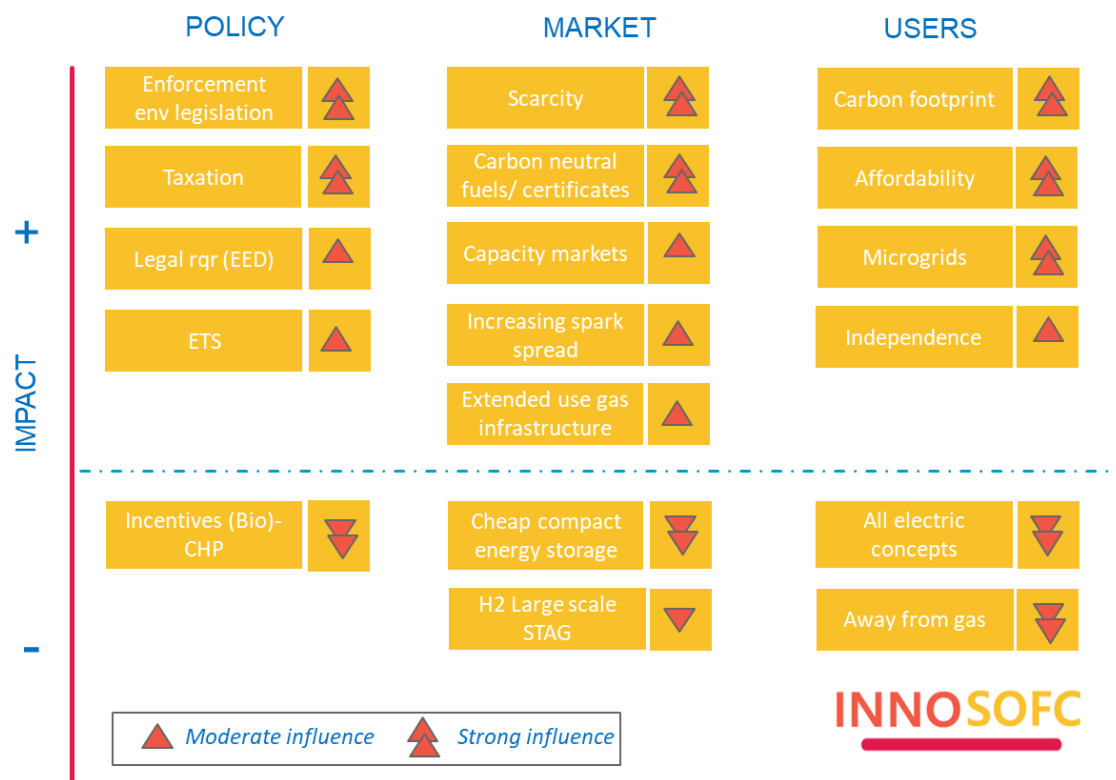 POLICY
MARKET
USERS
Enforcement
env legislation
Scarcity
Carbon footprint
Taxation
Carbon neutral
fuels/ certificates
Affordability
+
Legal rqr (EED)
Capacity markets
Microgrids
ETS
Increasing spark
spread
Independence
IMPACT
Extended use gas
infrastructure
Incentives (Bio)-
CHP
Cheap compact
energy storage
All electric
concepts
H2 Large scale
STAG
Away from gas
-
INNOSOFC
Moderate influence
Strong influence